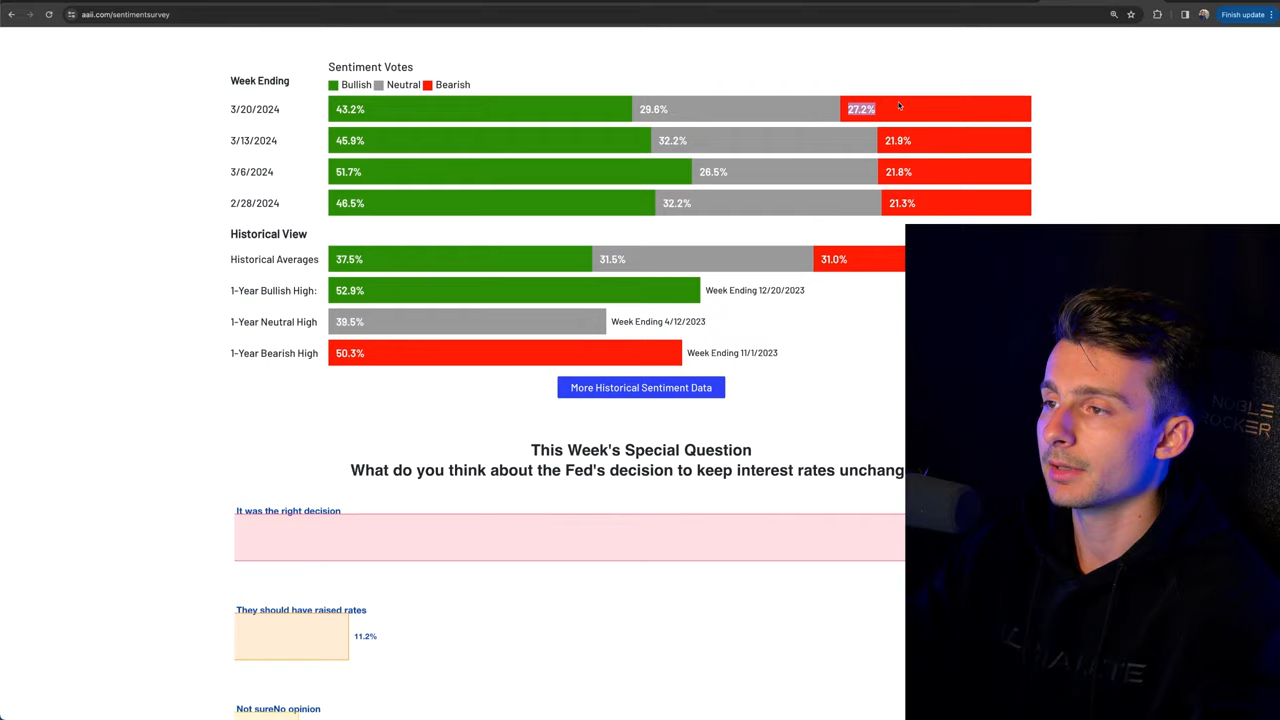 aaii.com/sentimentsurvey
Finish update
Sentiment Votes
Week Ending
Bullish Neutral Bearish
3/20/2024 43.2% 29.6% 27.2%
3/13/2024 45.9% 32.2% 21.9%
3/6/2024 51.7% 26.5% 21.8%
2/28/2024 46.5% 32.2% 21.3%
Historical View
Historical Averages 37.5% 31.5% 31.0%
1-Year Bullish High: 52.9% Week Ending 12/20/2023
1-Year Neutral High 39.5% Week Ending 4/12/2023
1-Year Bearish High 50.3% Week Ending 11/1/2023
More Historical Sentiment Data
This Week's Special Question
What do you think about the Fed's decision to keep interest rates unchang
It was the right decision
They should have raised rates
11.2%
Not sureNo opinion